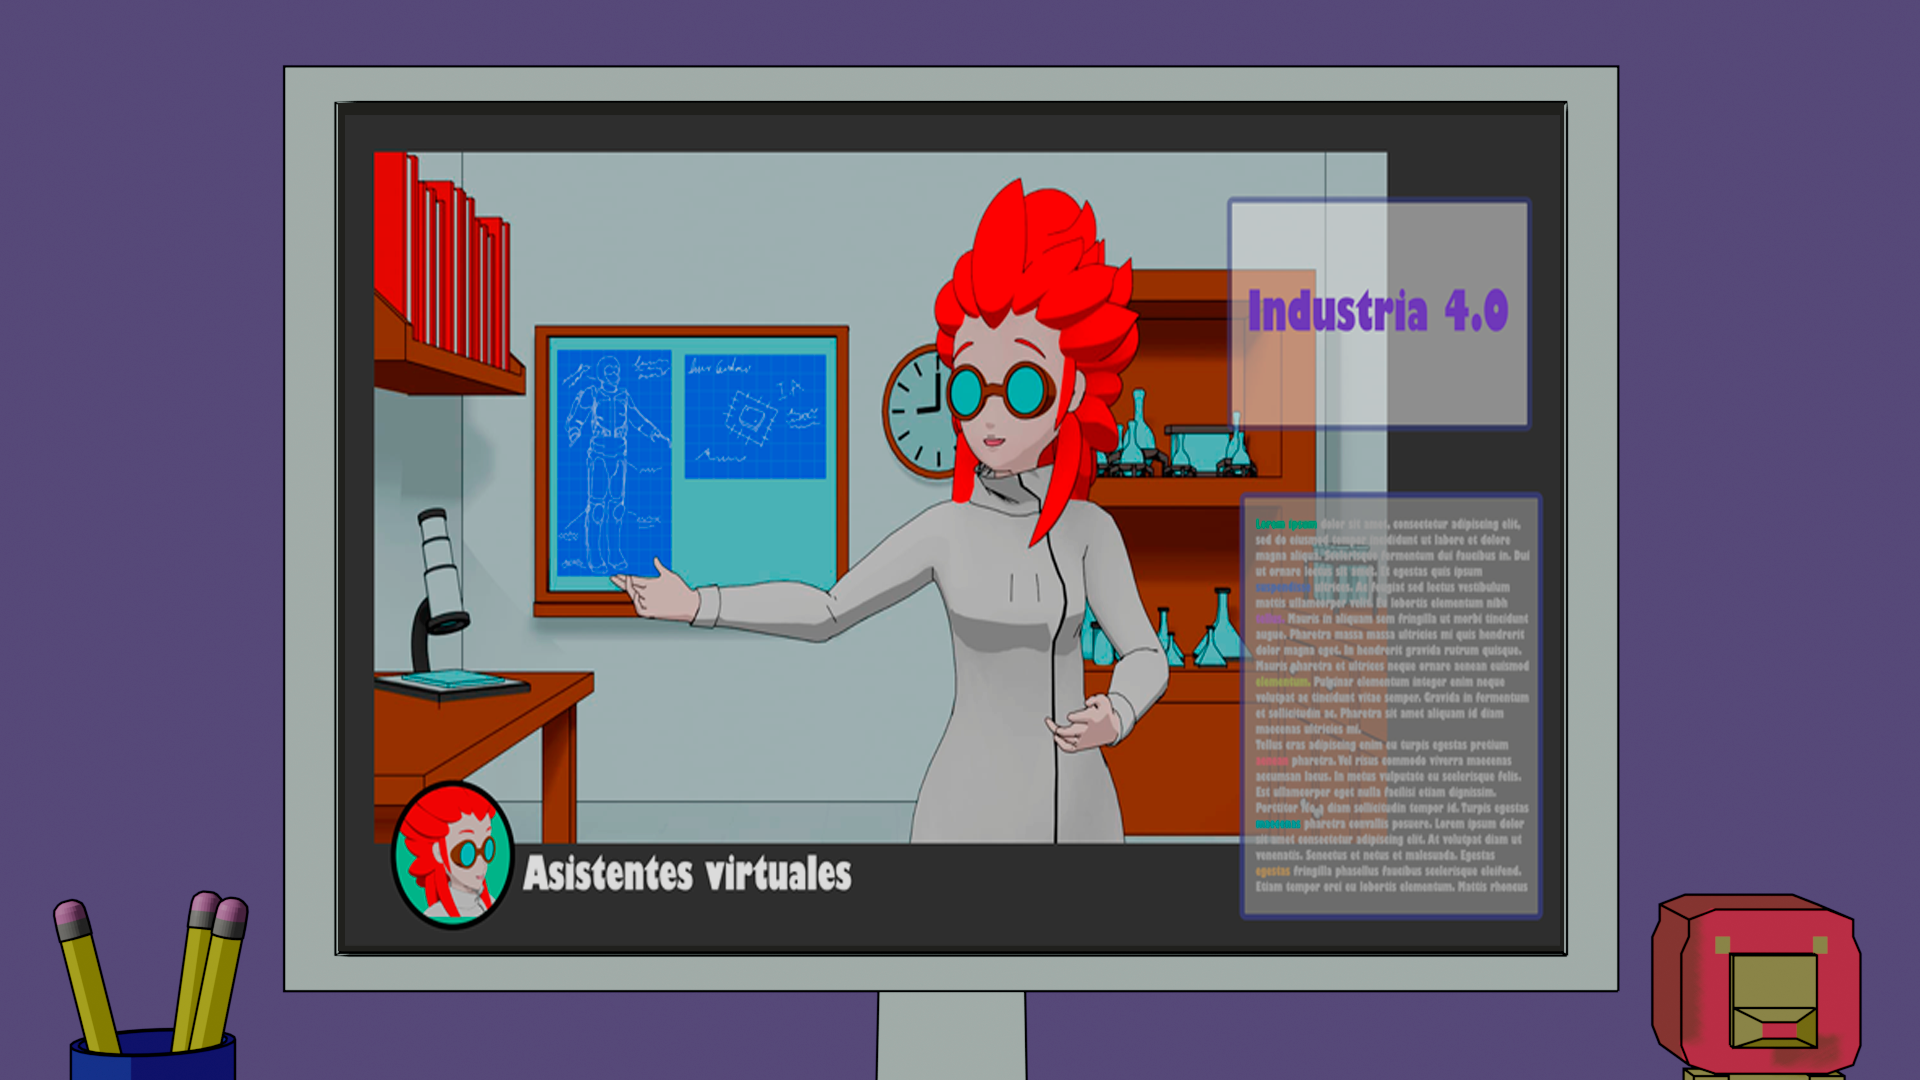 Industria 4.0
I.A.
Lorem ipsum dolor sit amet, consectetur adipiscing elit,
sed do eiusmod tempor incididunt ut labore et dolore
magna aliqua. Scelerisque fermentum dui faucibus in. Dui
ut ornare lectus sit amet. Et egestas quis ipsum
suspendisse ultrices. Ac feugiat sed lectus vestibulum
mattis ullamcorper velit. Eu lobortis elementum nibh
tellus. Mauris in aliquam sem fringilla ut morbi tincidunt
augue. Pharetra massa massa ultricies mi quis hendrerit
dolor magna eget. In hendrerit gravida rutrum quisque.
Mauris pharetra et ultrices neque ornare aenean euismod
elementum. Pulvinar elementum integer enim neque
volutpat ac tincidunt vitae semper. Gravida in fermentum
et sollicitudin ac. Pharetra sit amet aliquam id diam
maecenas ultricies mi.
Tellus cras adipiscing enim eu turpis egestas pretium
aenean pharetra. Vel risus commodo viverra maecenas
accumsan lacus. In metus vulputate eu scelerisque felis.
Est ullamcorper eget nulla facilisi etiam dignissim.
Porttitor diam sollicitudin tempor id. Turpis egestas
maecenas pharetra convallis posuere. Lorem ipsum dolor
sit amet consectetur adipiscing elit. At volutpat diam ut
venenatis. Senectus et netus et malesuada. Egestas
egestas fringilla phasellus faucibus scelerisque eleifend.
Etiam tempor orci eu lobortis elementum. Mattis rhoncus
Asistentes virtuales